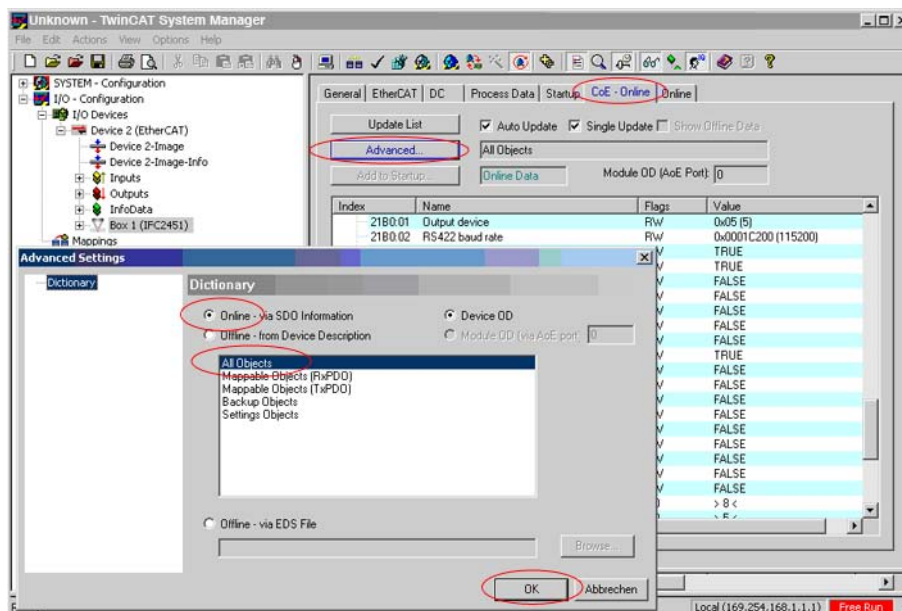 Unknown - TwinCAT System Manager
File Edit Actions View Options Help
SYSTEM - Configuration
I/O - Configuration
I/O Devices
Device 2 (EtherCAT)
Device 2-Image
Device 2-Image-Info
Inputs
Outputs
InfoData
Box 1 (IFC2451)
Mappings
General EtherCAT DC Process Data Startup CoE - Online Online
Update List Auto Update Single Update Show Offline Data
Advanced... All Objects
Add to Startup... Online Data Module OD (AoE Port): 0
Index Name Flags Value
21B0:01 Output device RW 0x05 (5)
21B0:02 RS422 baud rate RW 0x0001C200 (115200)
TRUE
TRUE
FALSE
FALSE
FALSE
FALSE
FALSE
TRUE
FALSE
FALSE
FALSE
FALSE
FALSE
FALSE
FALSE
FALSE
FALSE
> 8 <
> 5 <
Advanced Settings
Dictionary
Dictionary
Online - via SDO Information Device OD
Offline - from Device Description Module OD (via AoE port) 0
All Objects
Mappable Objects (RxPDO)
Mappable Objects (TxPDO)
Backup Objects
Settings Objects
Offline - via EDS File
Browse...
OK Abbrechen
Local (169.254.168.1.1.1) Free Run